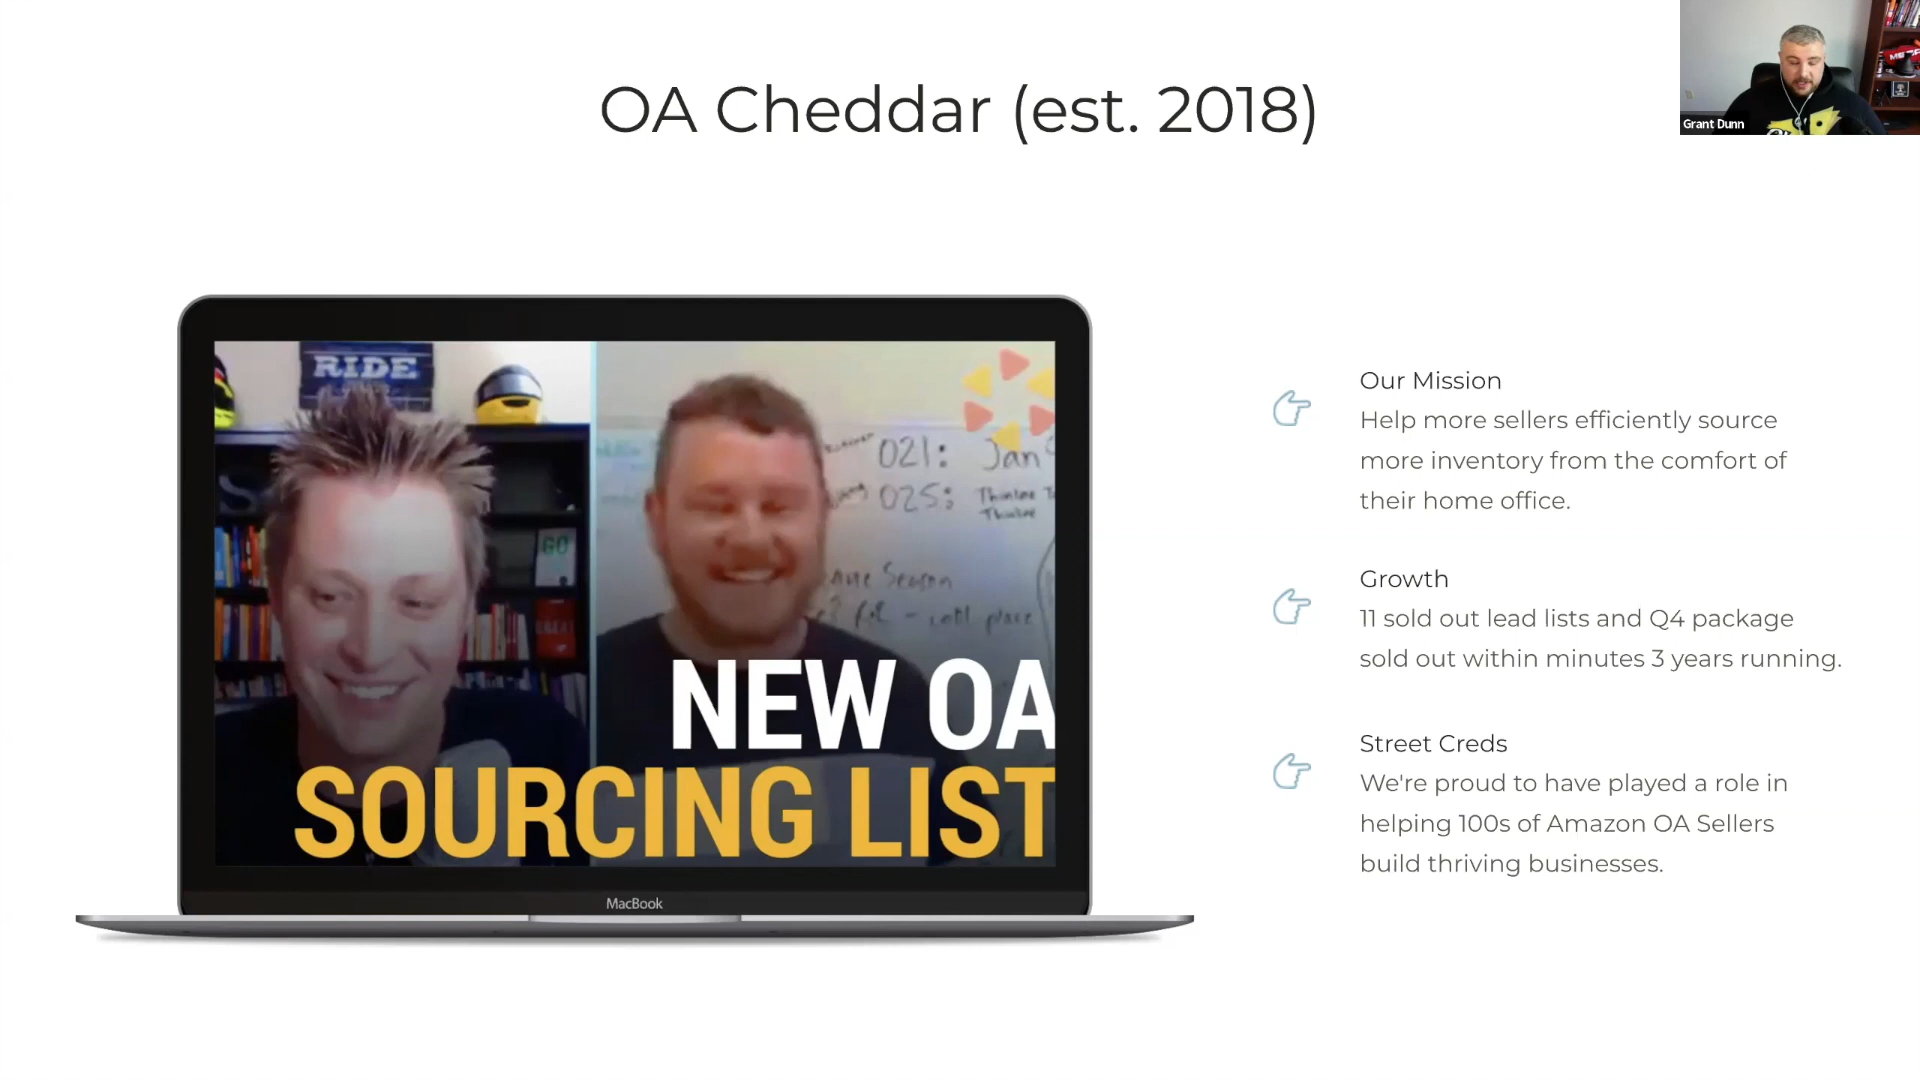 OA Cheddar (est. 2018)
Grant Dunn
RIDE
GO
021: Jan
025:
Season
NEW OA
SOURCING LIST
MacBook
Our Mission
Help more sellers efficiently source
more inventory from the comfort of
their home office.
Growth
11 sold out lead lists and Q4 package
sold out within minutes 3 years running.
Street Creds
We're proud to have played a role in
helping 100s of Amazon OA Sellers
build thriving businesses.